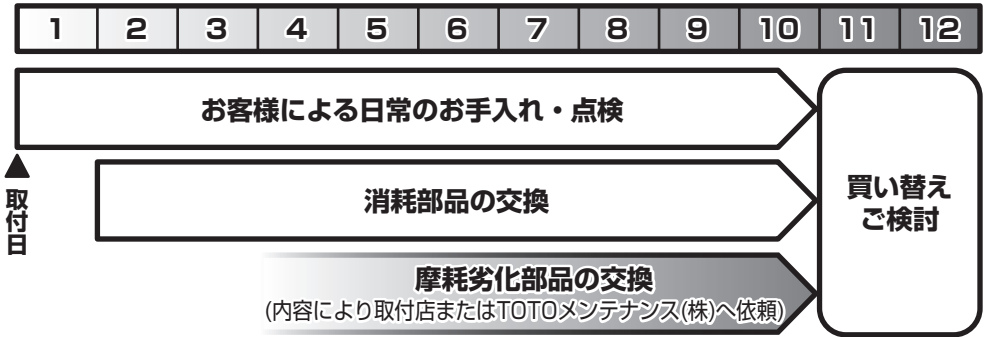 1 2 3 4 5 6 7 8 9 10 11 12
お客様による日常のお手入れ・点検
取付日
消耗部品の交換
買い替え
ご検討
摩耗劣化部品の交換
(内容により取付店またはTOTOメンテナンス(株)へ依頼)